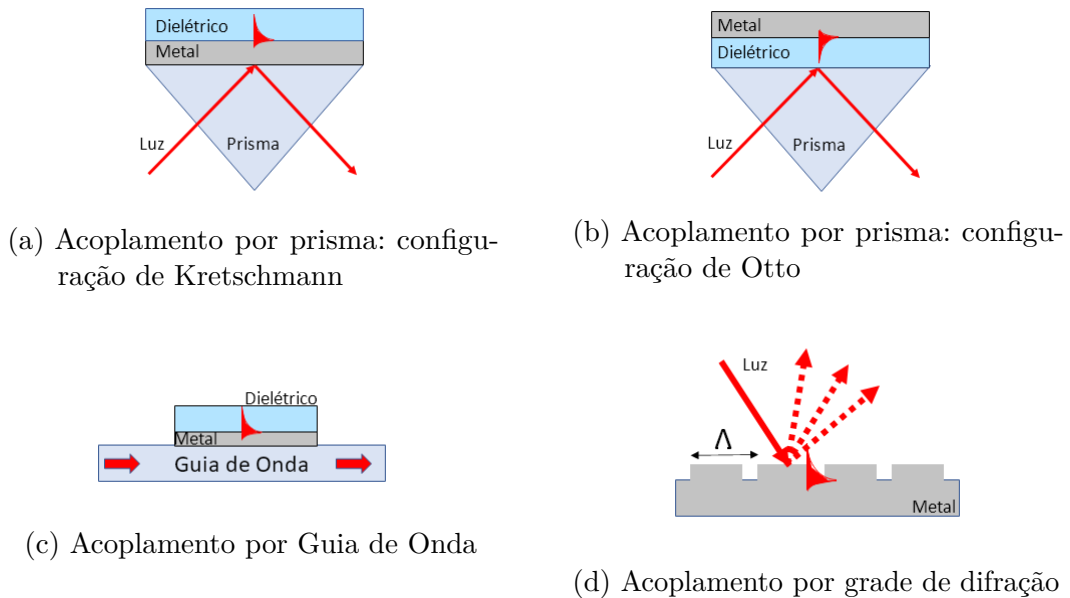 Dielétrico
Metal
Luz
Prisma
(a) Acoplamento por prisma: configu-
ração de Kretschmann
Metal
Dielétrico
Luz
Prisma
(b) Acoplamento por prisma: configu-
ração de Otto
Dielétrico
Metal
Guia de Onda
(c) Acoplamento por Guia de Onda
Luz
Λ
Metal
(d) Acoplamento por grade de difração